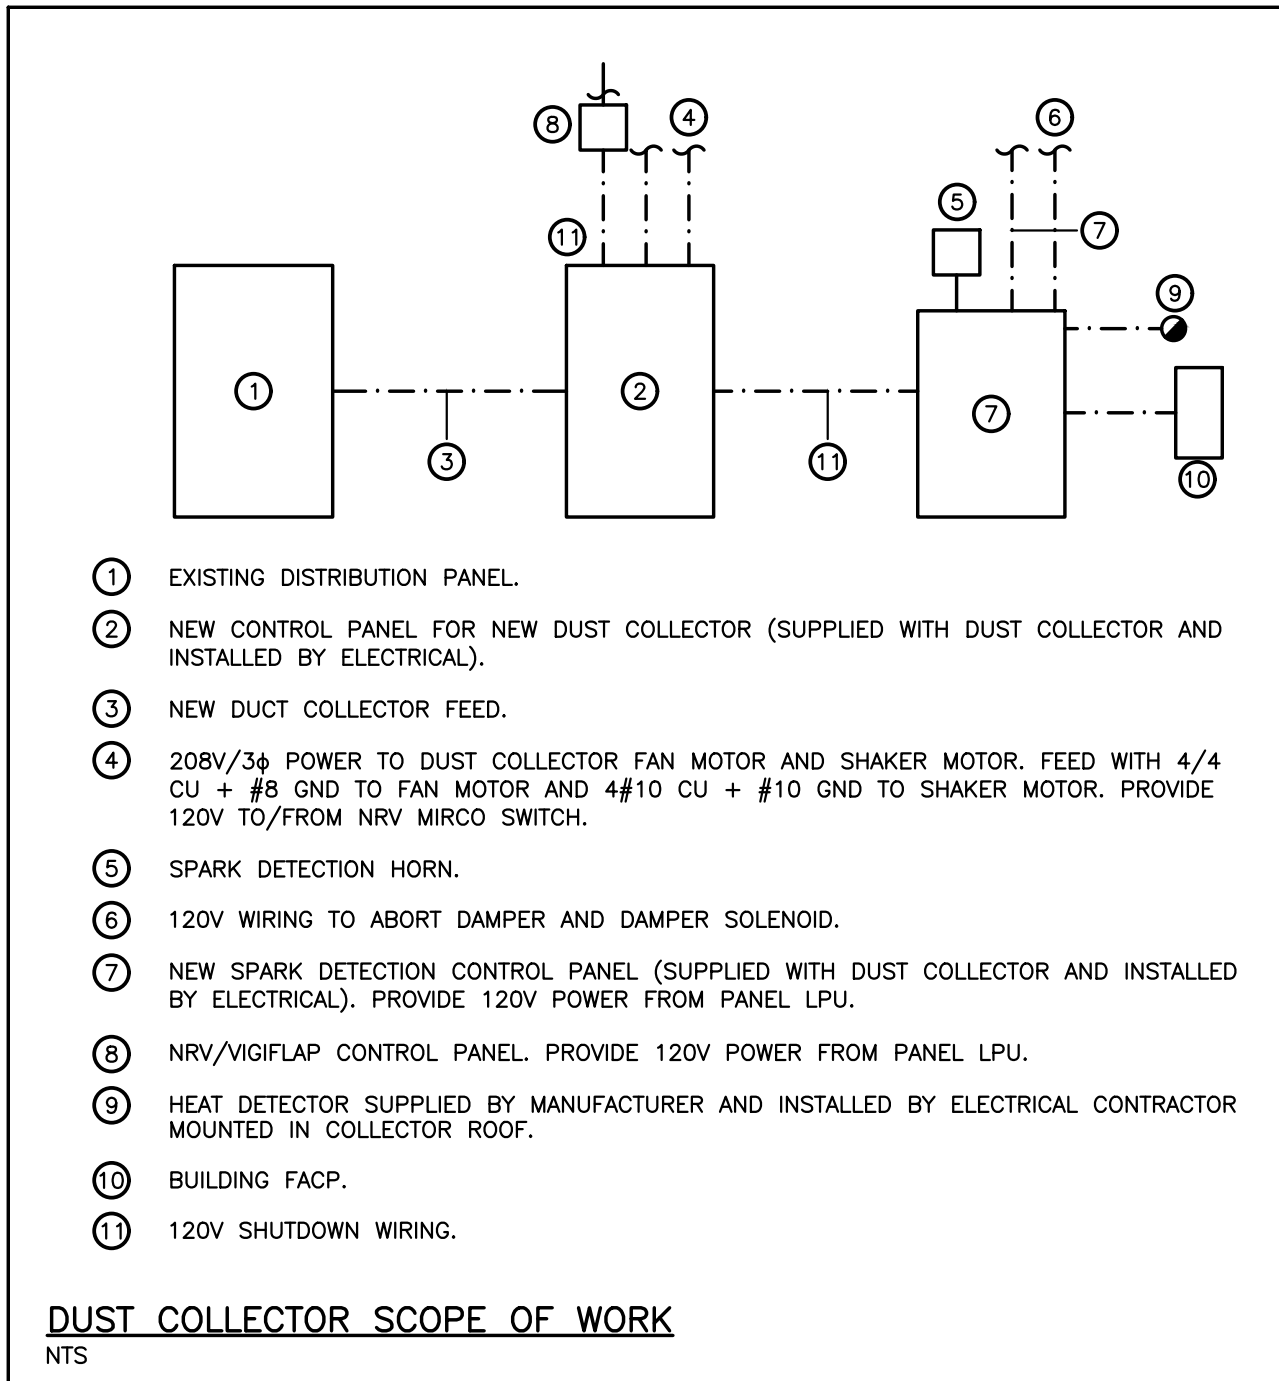 8
4
6
5
11
7
9
1
2
7
3
11
10
1 EXISTING DISTRIBUTION PANEL.
2 NEW CONTROL PANEL FOR NEW DUST COLLECTOR (SUPPLIED WITH DUST COLLECTOR AND
INSTALLED BY ELECTRICAL).
3 NEW DUCT COLLECTOR FEED.
4 208V/3ϕ POWER TO DUST COLLECTOR FAN MOTOR AND SHAKER MOTOR. FEED WITH 4/4
CU + #8 GND TO FAN MOTOR AND 4#10 CU + #10 GND TO SHAKER MOTOR. PROVIDE
120V TO/FROM NRV MIRCO SWITCH.
5 SPARK DETECTION HORN.
6 120V WIRING TO ABORT DAMPER AND DAMPER SOLENOID.
7 NEW SPARK DETECTION CONTROL PANEL (SUPPLIED WITH DUST COLLECTOR AND INSTALLED
BY ELECTRICAL). PROVIDE 120V POWER FROM PANEL LPU.
8 NRV/VIGIFLAP CONTROL PANEL. PROVIDE 120V POWER FROM PANEL LPU.
9 HEAT DETECTOR SUPPLIED BY MANUFACTURER AND INSTALLED BY ELECTRICAL CONTRACTOR
MOUNTED IN COLLECTOR ROOF.
10 BUILDING FACP.
11 120V SHUTDOWN WIRING.
DUST COLLECTOR SCOPE OF WORK
NTS